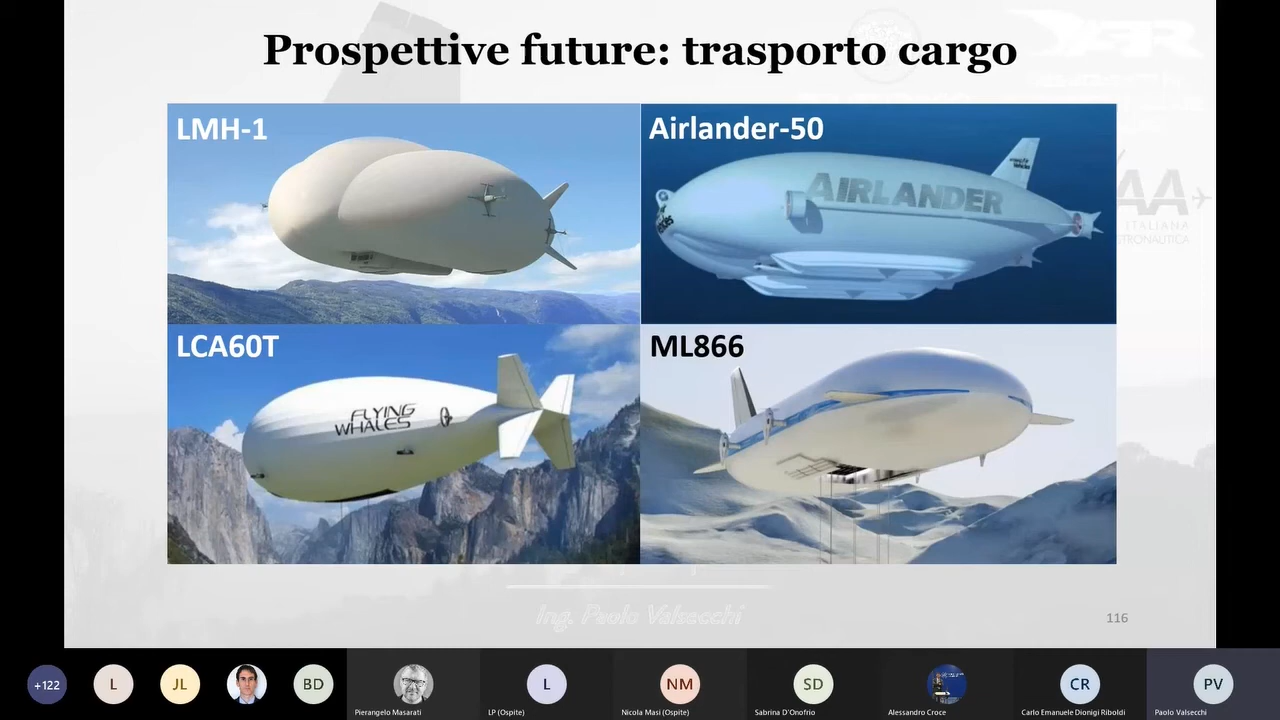 Prospettive future: trasporto cargo
LMH-1
Airlander-50
AIRLANDER
AA
ITALIANA
LCA60T
FLYING
WHALES
ML866
Ing. Paolo Valsecchi
116
+122
L
JL
BD
L
NM
SD
CR
PV
Pierangelo Masarati
LP (Ospite)
Nicola Masi (Ospite)
Sabrina D'Onofrio
Alessandro Croce
Carlo Emanuele Dionigi Riboldi
Paolo Valsecchi